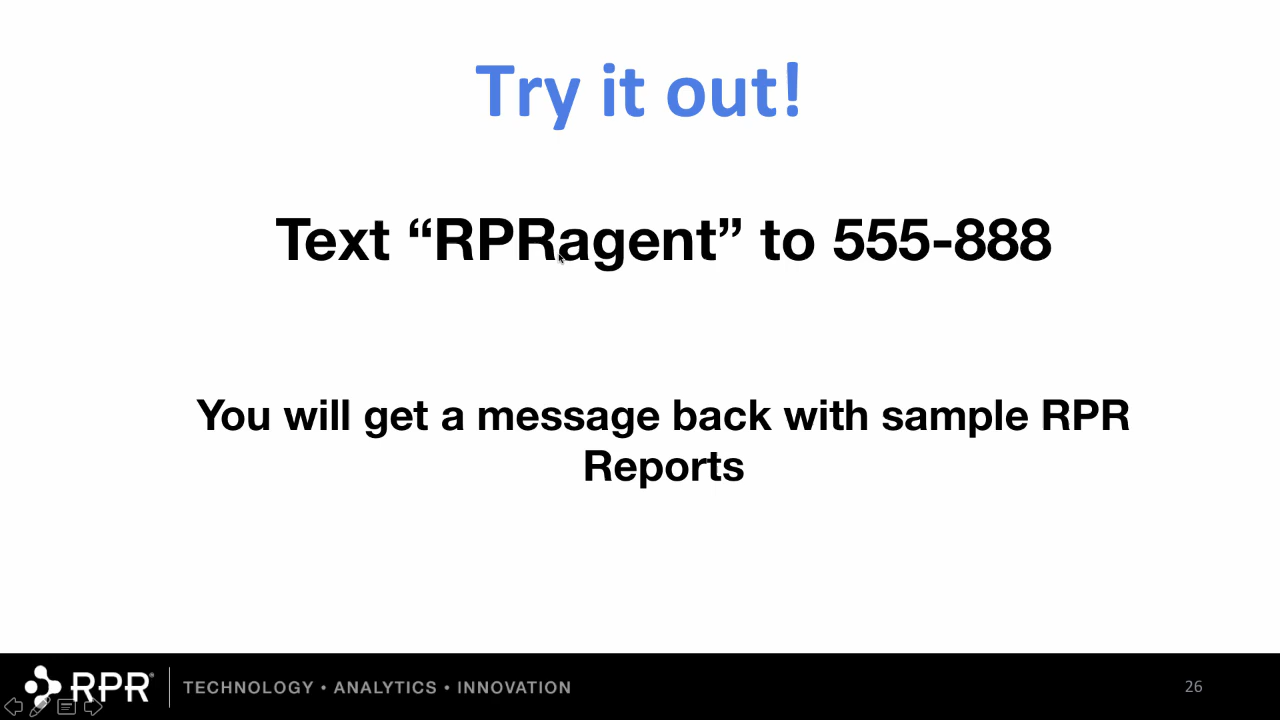 Try it out!
Text “RPRagent” to 555-888
You will get a message back with sample RPR
Reports
RPR® TECHNOLOGY • ANALYTICS • INNOVATION 26